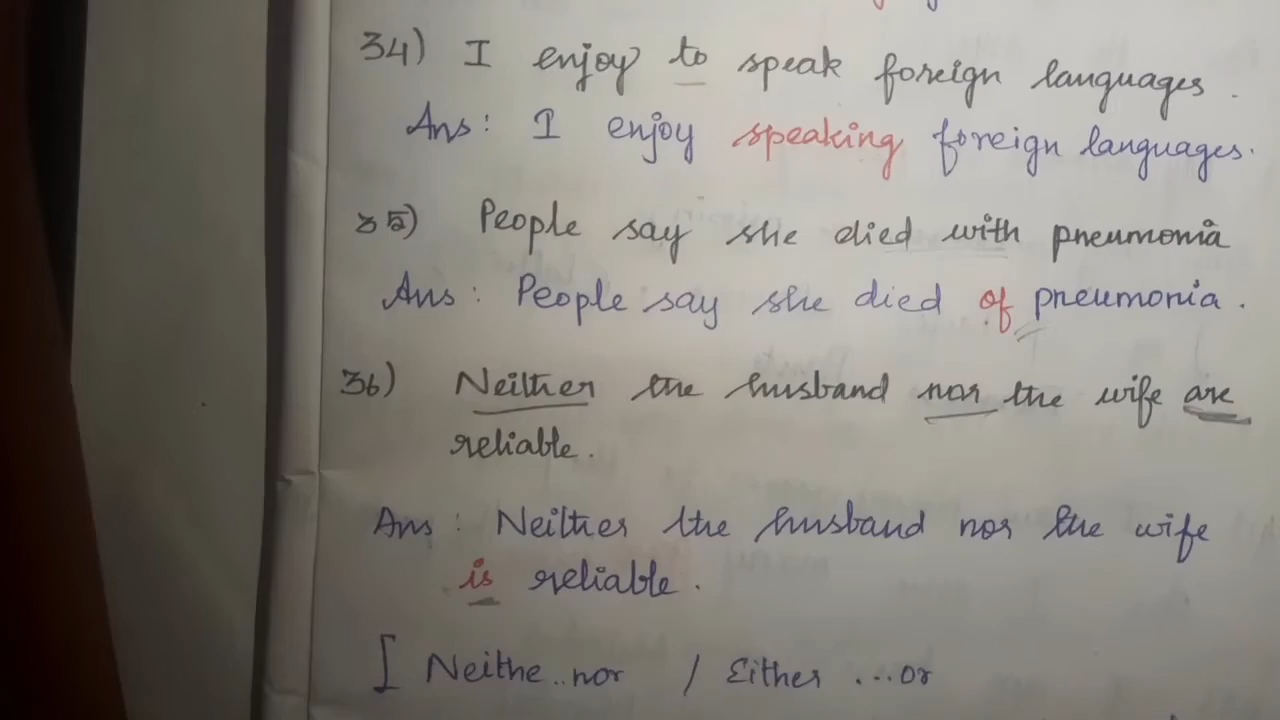 34) I enjoy to speak foreign languages.
Ans: I enjoy speaking foreign languages.
35) People say she died with pneumonia
Ans: People say she died of pneumonia.
36) Neither the husband nor the wife are
reliable.
Ans: Neither the husband nor the wife
is reliable.
[ Neithe..nor / Either ...or